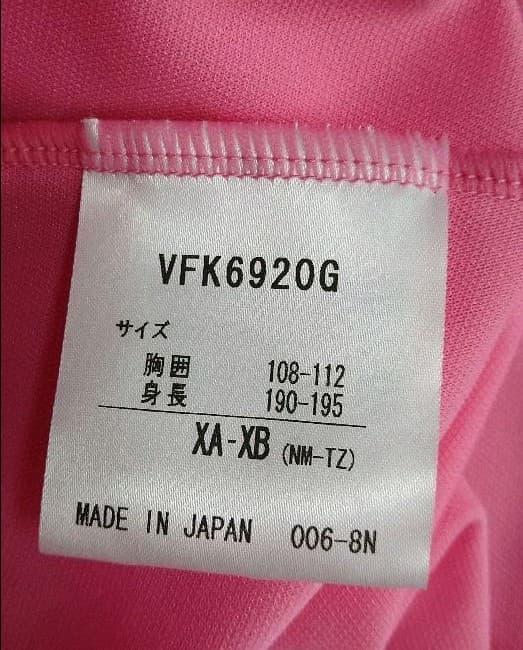 VFK6920G
サイズ
胸囲 108-112
身長 190-195
XA-XB (NM-TZ)
MADE IN JAPAN 006-8N